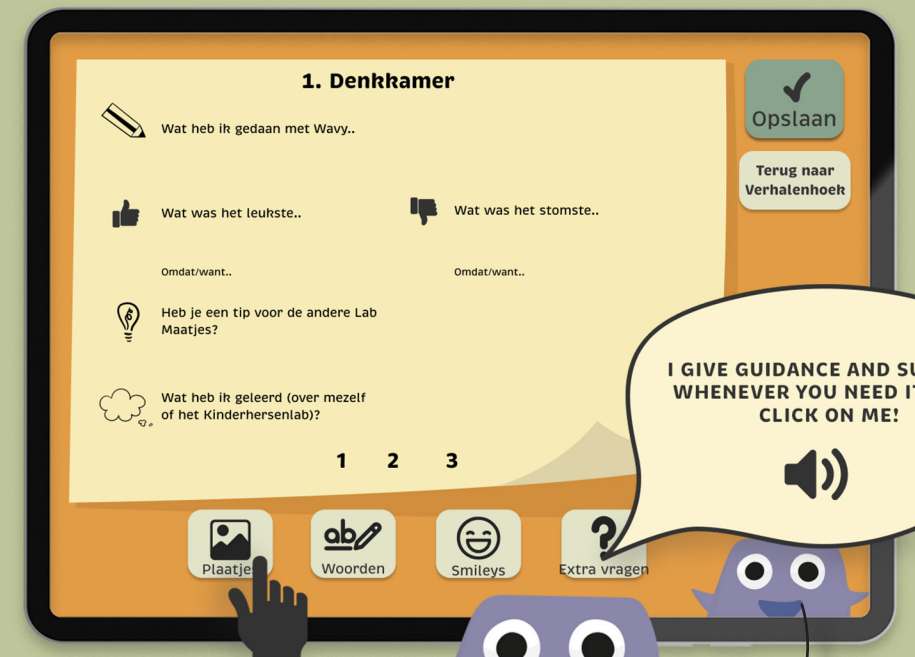 1. Denkkamer
Wat heb ik gedaan met Wavy..
Wat was het leukste..
Wat was het stomste..
Omdat/want..
Omdat/want..
Heb je een tip voor de andere Lab
Maatjes?
Wat heb ik geleerd (over mezelf
of het Kinderhersenlab)?
1 2 3
Opslaan
Terug naar
Verhalenhoek
I GIVE GUIDANCE AND
WHENEVER YOU NEED
CLICK ON ME!
Plaatjes
ab
Woorden
Smileys
?
Extra vragen